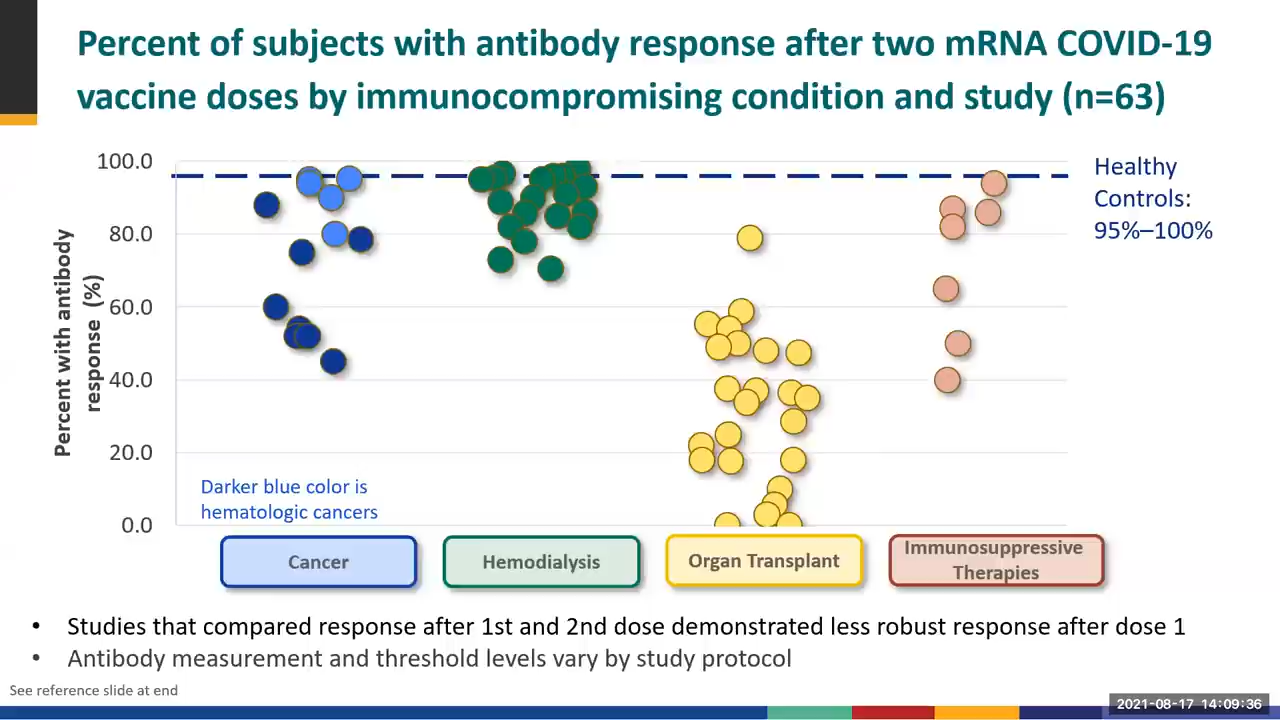 Percent of subjects with antibody response after two mRNA COVID-19
vaccine doses by immunocompromising condition and study (n=63)
Percent with antibody
response (%)
100.0
80.0
60.0
40.0
20.0
0.0
Healthy
Controls:
95%–100%
Darker blue color is
hematologic cancers
Cancer
Hemodialysis
Organ Transplant
Immunosuppressive
Therapies
• Studies that compared response after 1st and 2nd dose demonstrated less robust response after dose 1
• Antibody measurement and threshold levels vary by study protocol
See reference slide at end
2021-08-17 14:09:36